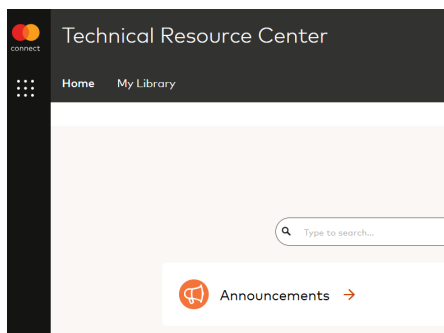 connect
Technical Resource Center
Home My Library
Type to search...
Announcements